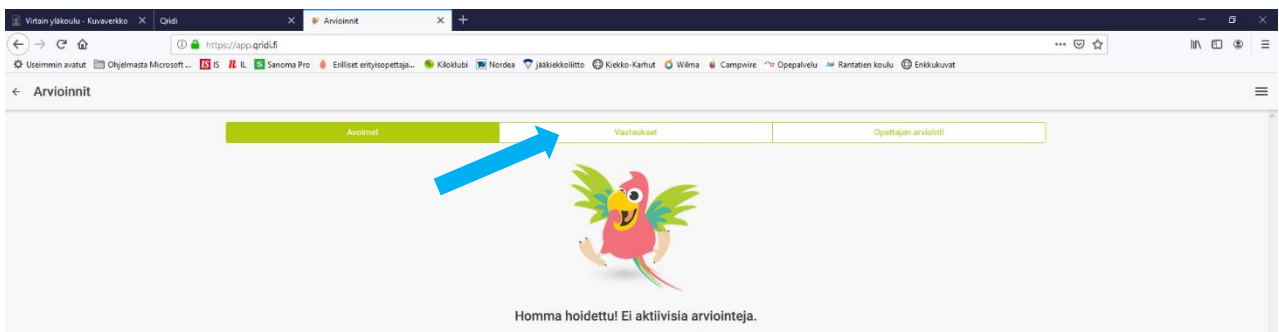 Virtain yläkoulu - Kuvaverkko Qridi Arvioinnit
https://app.qridi.fi
Useimmin avatut Ohjelmasta Microsoft ... IS IS IL IL S Sanoma Pro Erilliset erityisopettaja... Kiloklubi Nordea jääkiekkoliitto Kiekko-Karhut Wilma Campwire Opepalvelu Rantatien koulu Enkkukuvat
Arvioinnit
Avoimet Vastaukset Opettajan arviointi
Homma hoidettu! Ei aktiivisia arviointeja.